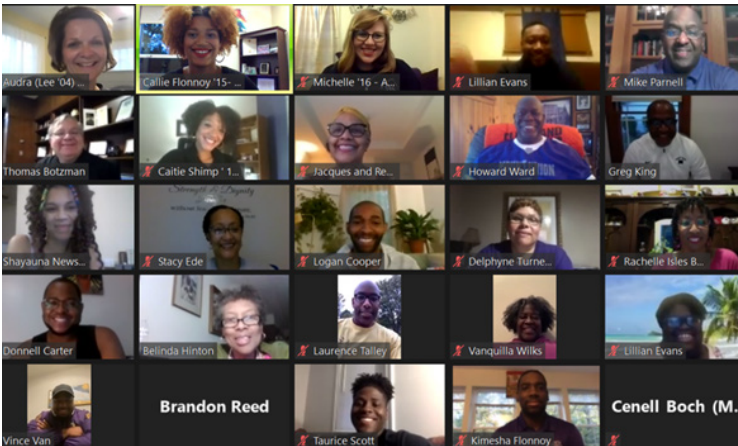 Audra (Lee '04) ...
Callie Flonnoy '15- ...
Michelle '16 - A...
Lillian Evans
Mike Parnell
Thomas Botzman
Caitie Shimp ' 1...
Jacques and Re...
Howard Ward
Greg King
Shayauna News...
Stacy Ede
Logan Cooper
Delphyne Turne...
Rachelle Isles B...
Donnell Carter
Belinda Hinton
Laurence Talley
Vanquilla Wilks
Lillian Evans
Vince Van
Brandon Reed
Taurice Scott
Kimesha Flonnoy
Cenell Boch (M.
Strength & Dignity